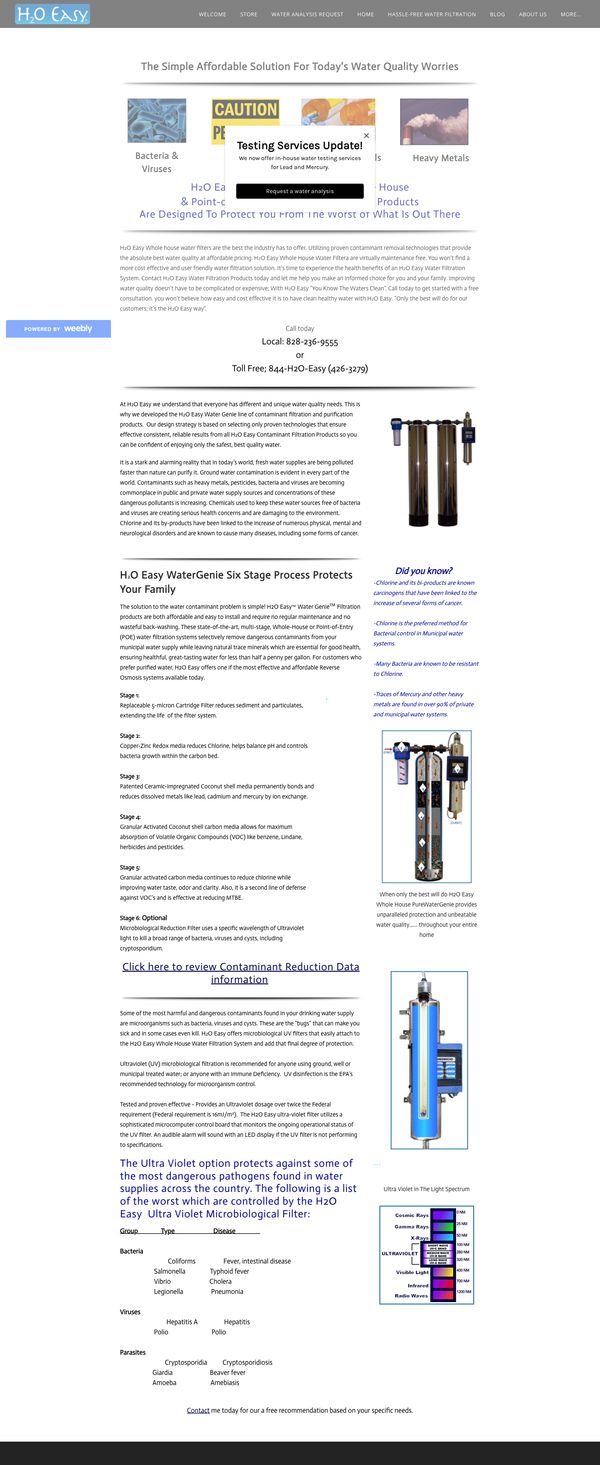 H2O Easy
WELCOME STORE WATER ANALYSIS REQUEST HOME HASSLE-FREE WATER FILTRATION BLOG ABOUT US MORE...
The Simple Affordable Solution For Today's Water Quality Worries
CAUTION
Bacteria &
Viruses
Heavy Metals
Testing Services Update!
We now offer in-house water testing services
for Lead and Mercury.
Request a water analysis
H2O Ea
House
& Point-o
Products
Are Designed To Protect You From The Worst of What Is Out There
H2O Easy Whole house water filters are the best the industry has to offer. Utilizing proven contaminant removal technologies that provide
the absolute best water quality at affordable pricing. H2O Easy Whole House Water Filtera are virtually maintenance free. You won't find a
more cost effective and user friendly water filtration solution. It's time to experience the health benefits of an H2O Easy Water Filtration
System. Contact H2O Easy Water Filtration Products today and let me help you make an informed choice for you and your family. Improving
water quality doesn't have to be complicated or expensive; With H2O Easy "You Know The Waters Clean". Call today to get started with a free
consultation. you won't believe how easy and cost effective it is to have clean healthy water with H2O Easy. "Only the best will do for our
customers; it's the H2O Easy way".
POWERED BY weebly
Call today
Local: 828-236-9555
or
Toll Free; 844-H2O-Easy (426-3279)
At H2O Easy we understand that everyone has different and unique water quality needs. This is
why we developed the H2O Easy Water Genie line of contaminant filtration and purification
products. Our design strategy is based on selecting only proven technologies that ensure
effective consistent, reliable results from all H2O Easy Contaminant Filtration Products so you
can be confident of enjoying only the safest, best quality water.
It is a stark and alarming reality that in today's world, fresh water supplies are being polluted
faster than nature can purify it. Ground water contamination is evident in every part of the
world. Contaminants such as heavy metals, pesticides, bacteria and viruses are becoming
commonplace in public and private water supply sources and concentrations of these
dangerous pollutants is increasing. Chemicals used to keep these water sources free of bacteria
and viruses are creating serious health concerns and are damaging to the environment.
Chlorine and its by-products have been linked to the increase of numerous physical, mental and
neurological disorders and are known to cause many diseases, including some forms of cancer.
H2O Easy WaterGenie Six Stage Process Protects
Your Family
The solution to the water contaminant problem is simple! H2O Easy™ Water Genie™ Filtration
products are both affordable and easy to install and require no regular maintenance and no
wasteful back-washing. These state-of-the-art, multi-stage, Whole-House or Point-of-Entry
(POE) water filtration systems selectively remove dangerous contaminants from your
municipal water supply while leaving natural trace minerals which are essential for good health,
ensuring healthful, great-tasting water for less than half a penny per gallon. For customers who
prefer purified water, H2O Easy offers one if the most effective and affordable Reverse
Osmosis systems available today.
Stage 1:
Replaceable 5-micron Cartridge Filter reduces sediment and particulates,
extending the life of the filter system.
Stage 2:
Copper-Zinc Redox media reduces Chlorine, helps balance pH and controls
bacteria growth within the carbon bed.
Stage 3:
Patented Ceramic-impregnated Coconut shell media permanently bonds and
reduces dissolved metals like lead, cadmium and mercury by ion exchange.
Stage 4:
Granular Activated Coconut shell carbon media allows for maximum
absorption of Volatile Organic Compounds (VOC) like benzene, Lindane,
herbicides and pesticides.
Stage 5:
Granular activated carbon media continues to reduce chlorine while
improving water taste, odor and clarity. Also, it is a second line of defense
against VOC's and is effective at reducing MTBE.
Stage 6: Optional
Microbiological Reduction Filter uses a specific wavelength of Ultraviolet
light to kill a broad range of bacteria, viruses and cysts, including
cryptosporidium.
Did you know?
-Chlorine and its bi-products are known
carcinogens that have been linked to the
increase of several forms of cancer.
-Chlorine is the preferred method for
Bacterial control in Municipal water
systems.
-Many Bacteria are known to be resistant
to Chlorine.
-Traces of Mercury and other heavy
metals are found in over 90% of private
and municipal water systems.
When only the best will do H2O Easy
Whole House PureWaterGenie provides
unparalleled protection and unbeatable
water quality...... throughout your entire
home
Click here to review Contaminant Reduction Data
information
Some of the most harmful and dangerous contaminants found in your drinking water supply
are microorganisms such as bacteria, viruses and cysts. These are the "bugs" that can make you
sick and in some cases even kill. H2O Easy offers microbiological UV filters that easily attach to
the H2O Easy Whole House Water Filtration System and add that final degree of protection.
Ultraviolet (UV) microbiological filtration is recommended for anyone using ground, well or
municipal treated water; or anyone with an Immune Deficiency. UV disinfection is the EPA's
recommended technology for microorganism control.
Tested and proven effective - Provides an Ultraviolet dosage over twice the Federal
requirement (Federal requirement is 16mJ/m²). The H2O Easy ultra-violet filter utilizes a
sophisticated microcomputer control board that monitors the ongoing operational status of
the UV filter. An audible alarm will sound with an LED display if the UV filter is not performing
to specifications.
The Ultra Violet option protects against some of
the most dangerous pathogens found in water
supplies across the country. The following is a list
of the worst which are controlled by the H2O
Easy Ultra Violet Microbiological Filter:
Group Type Disease
Bacteria
Coliforms Fever, intestinal disease
Salmonella Typhoid fever
Vibrio Cholera
Legionella Pneumonia
Viruses
Hepatitis A Hepatitis
Polio Polio
Parasites
Cryptosporidia Cryptosporidiosis
Giardia Beaver fever
Amoeba Amebiasis
Ultra Violet in The Light Spectrum
Cosmic Rays
Gamma Rays
X-Rays
ULTRAVIOLET
Visible Light
Infrared
Radio Waves
Contact me today for our a free recommendation based on your specific needs.